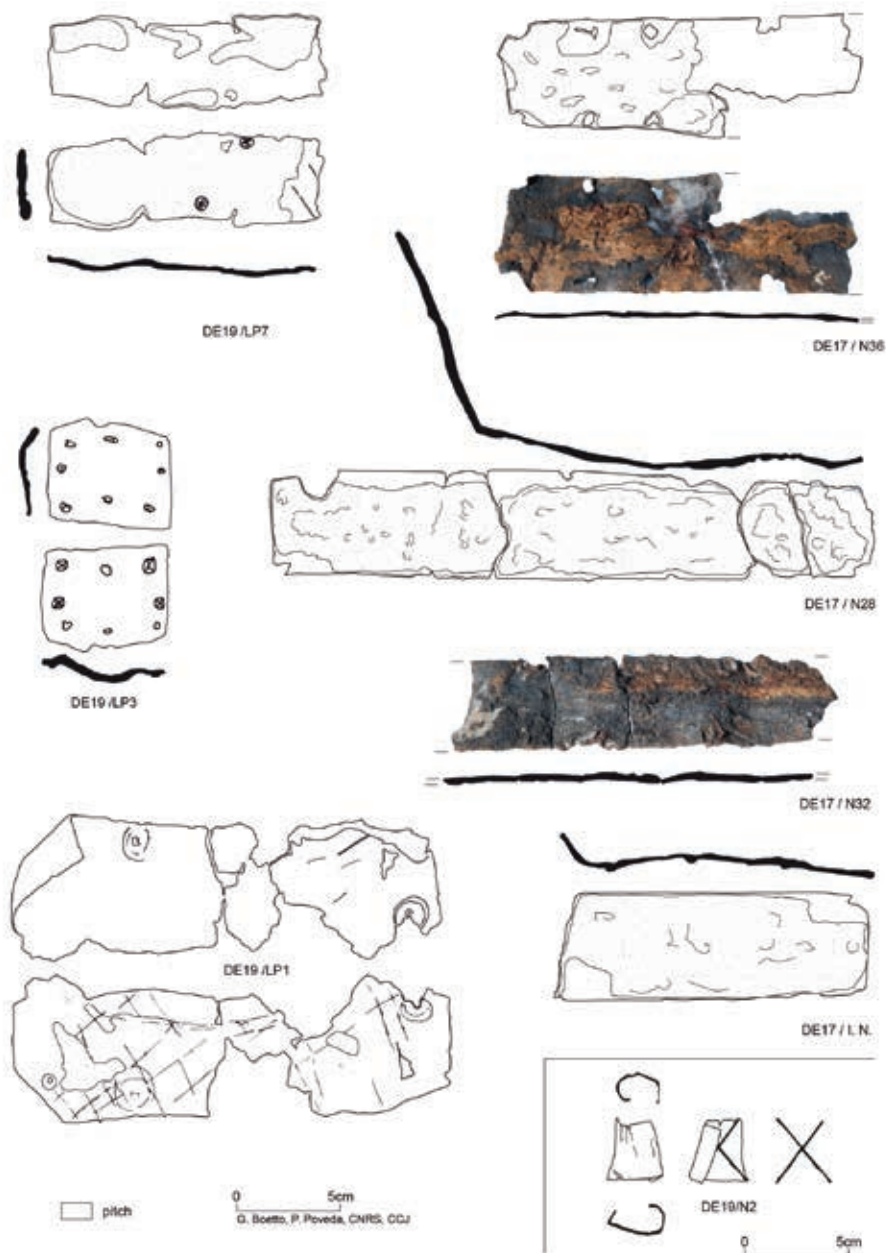 DE19 /LP7
DE17 / N36
DE17 / N28
DE19 /LP3
DE17 / N32
DE19 /LP1
DE17 / I. N.
DE19/N2
pitch
0 5cm
G. Boetto, P. Poveda, CNRS, CCJ
0 5cm